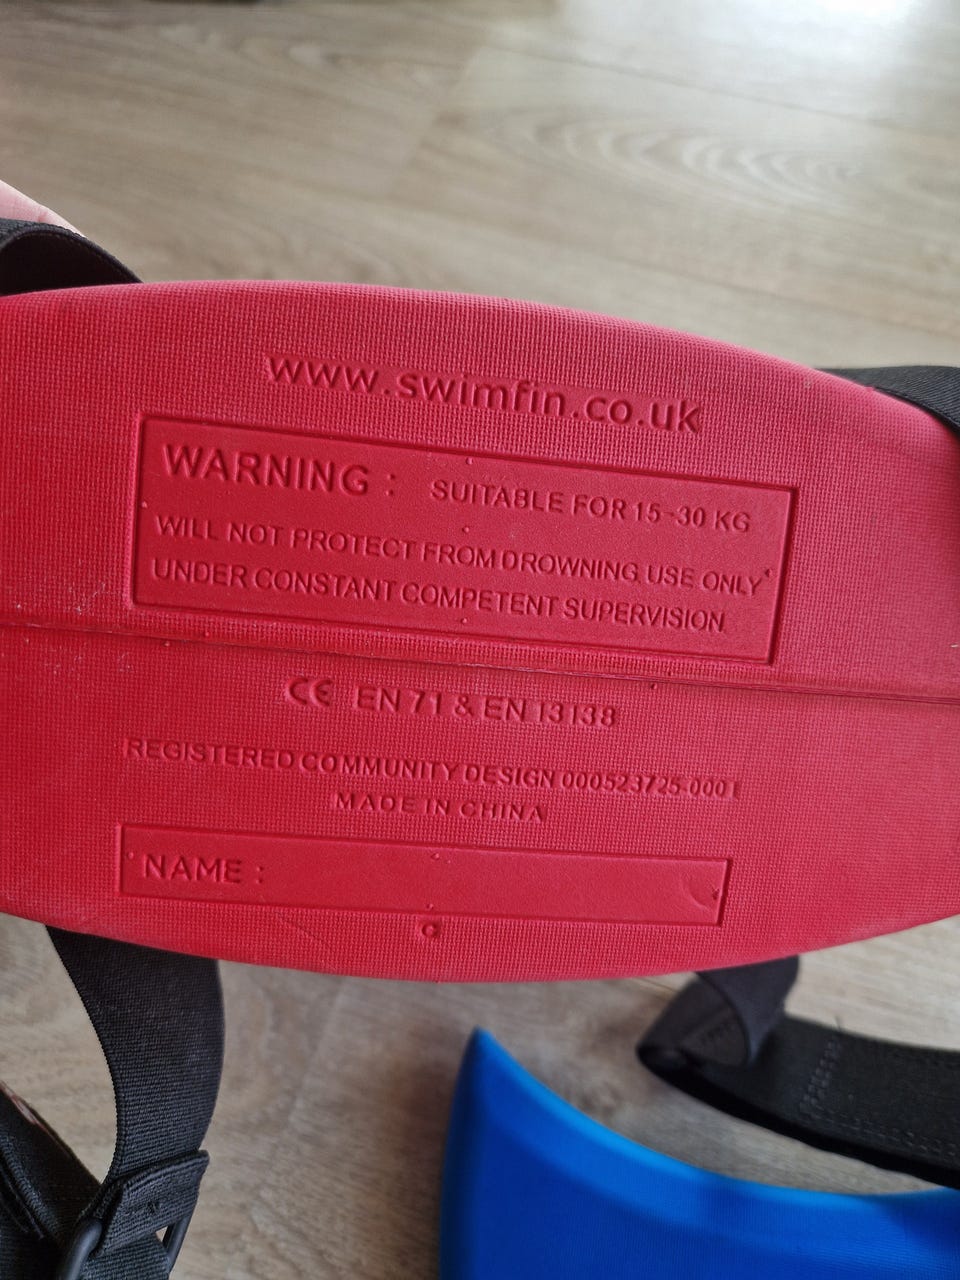 www.swimfin.co.uk
WARNING : SUITABLE FOR 15-30 KG
WILL NOT PROTECT FROM DROWNING USE ONLY
UNDER CONSTANT COMPETENT SUPERVISION
CE EN 71 & EN 13138
REGISTERED COMMUNITY DESIGN 000523725-0001
MADE IN CHINA
NAME :
C